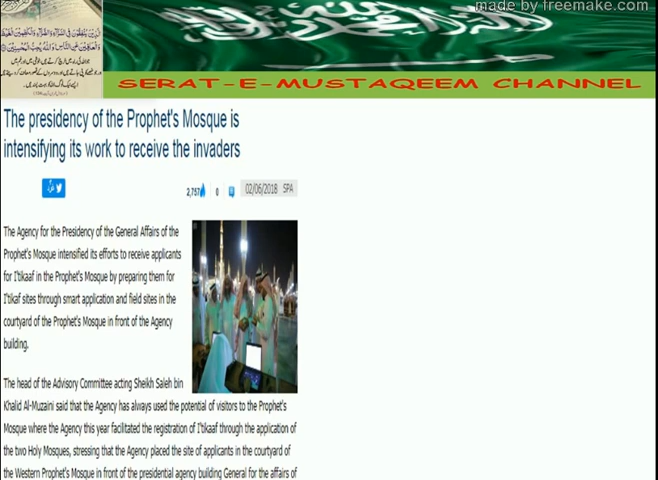 made by freemake.com
SERAT-E-MUSTAQEEM CHANNEL
The presidency of the Prophet's Mosque is
intensifying its work to receive the invaders
2,757 0 02/06/2018 SPA
The Agency for the Presidency of the General Affairs of the
Prophet's Mosque intensified its efforts to receive applicants
for I'tikaaf in the Prophet's Mosque by preparing them for
I'tikaf sites through smart application and field sites in the
courtyard of the Prophet's Mosque in front of the Agency
building.
The head of the Advisory Committee acting Sheikh Saleh bin
Khalid Al-Muzaini said that the Agency has always used the potential of visitors to the Prophet's
Mosque where the Agency this year facilitated the registration of I'tikaaf through the application of
the two Holy Mosques, stressing that the Agency placed the site of applicants in the courtyard of
the Western Prophet's Mosque in front of the presidential agency building General for the affairs of